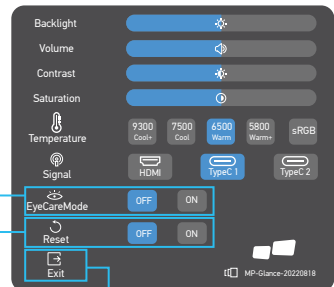 Backlight
Volume
Contrast
Saturation
Temperature
9300 Cool+
7500 Cool
6500 Warm
5800 Warm+
sRGB
Signal
HDMI
TypeC 1
TypeC 2
EyeCareMode
OFF
ON
Reset
OFF
ON
Exit
MP-Glance-20220818